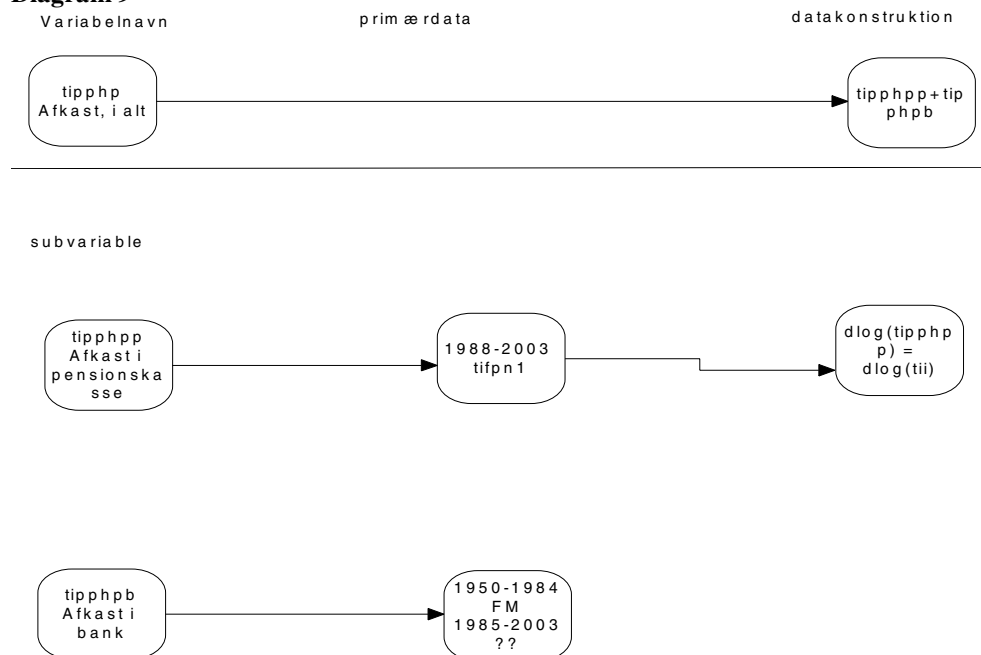 Diagram 9
Variabelnavn
primærdata
datakonstruktion
tipphp
Afkast, i alt
tipphpp+tip
phpb
subvariable
tipphpp
Afkast i
pensionska
sse
1988-2003
tifpn1
dlog(tipphp
p) =
dlog(tii)
tipphpb
Afkast i
bank
1950-1984
FM
1985-2003
??